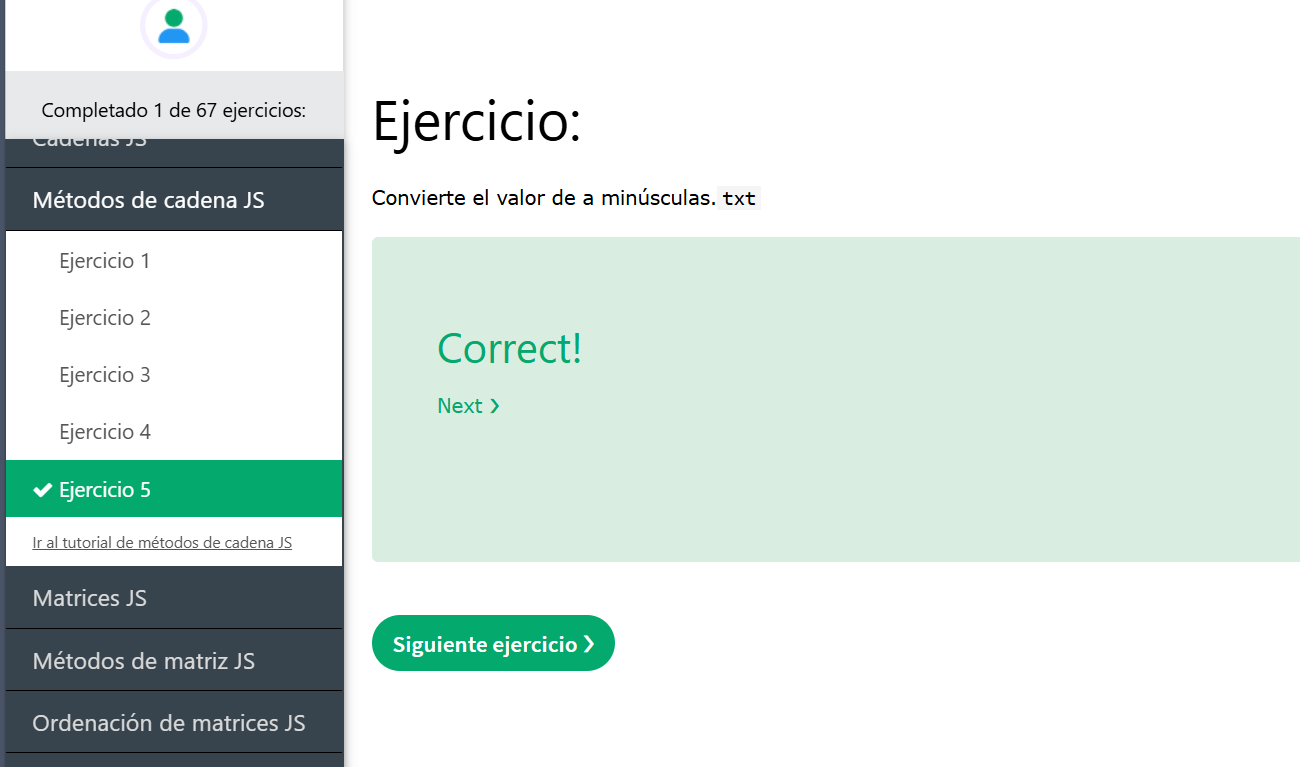 Completado 1 de 67 ejercicios:
Cadenas JS
Métodos de cadena JS
Ejercicio 1
Ejercicio 2
Ejercicio 3
Ejercicio 4
Ejercicio 5
Ir al tutorial de métodos de cadena JS
Matrices JS
Métodos de matriz JS
Ordenación de matrices JS
Ejercicio:
Convierte el valor de a minúsculas. txt
Correct!
Next ❯
Siguiente ejercicio ❯